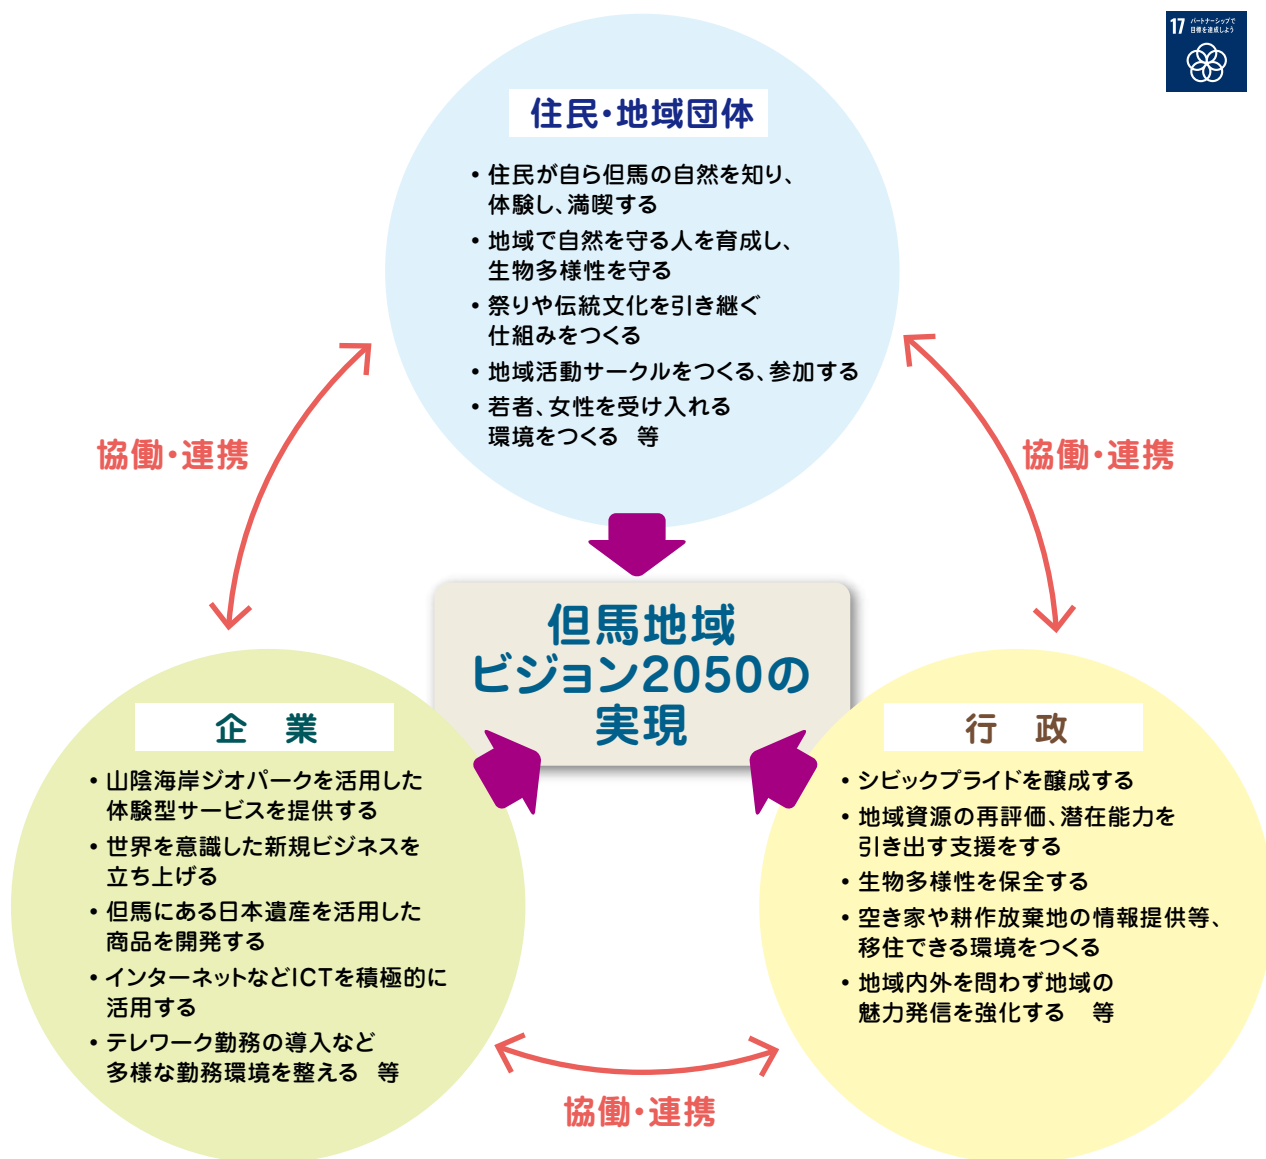 17 パートナーシップで
目標を達成しよう
住民・地域団体
・住民が自ら但馬の自然を知り、
体験し、満喫する
・地域で自然を守る人を育成し、
生物多様性を守る
・祭りや伝統文化を引き継ぐ
仕組みをつくる
・地域活動サークルをつくる、参加する
・若者、女性を受け入れる
環境をつくる 等
協働・連携
協働・連携
但馬地域
ビジョン2050の
実現
企 業
・山陰海岸ジオパークを活用した
体験型サービスを提供する
・世界を意識した新規ビジネスを
立ち上げる
・但馬にある日本遺産を活用した
商品を開発する
・インターネットなどICTを積極的に
活用する
・テレワーク勤務の導入など
多様な勤務環境を整える 等
行 政
・シビックプライドを醸成する
・地域資源の再評価、潜在能力を
引き出す支援をする
・生物多様性を保全する
・空き家や耕作放棄地の情報提供等、
移住できる環境をつくる
・地域内外を問わず地域の
魅力発信を強化する 等
協働・連携